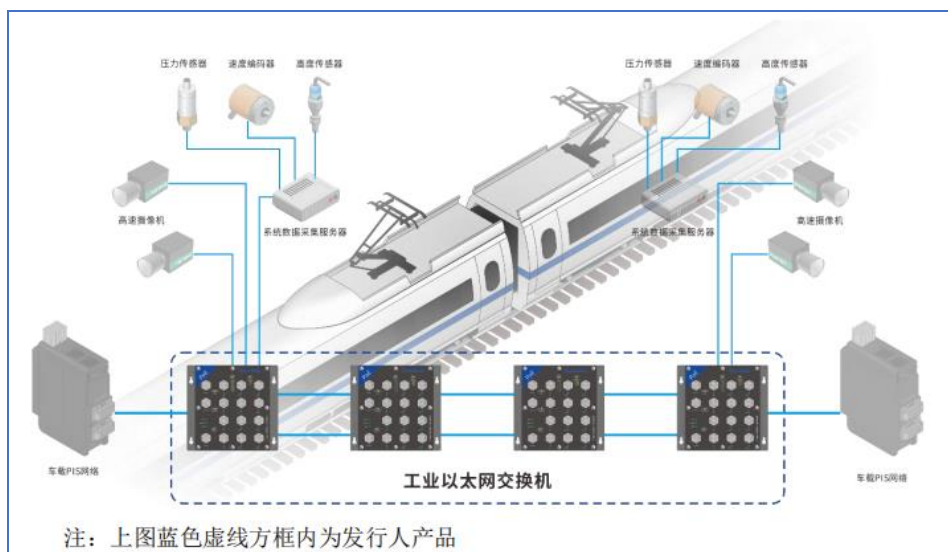 压力传感器 速度编码器 高度传感器
压力传感器 速度编码器 高度传感器
高速摄像机
系统数据采集服务器
系统数据采集服务器
高速摄像机
PoE
PoE
PoE
PoE
车载PIS网络
工业以太网交换机
车载PIS网络
注：上图蓝色虚线方框内为发行人产品